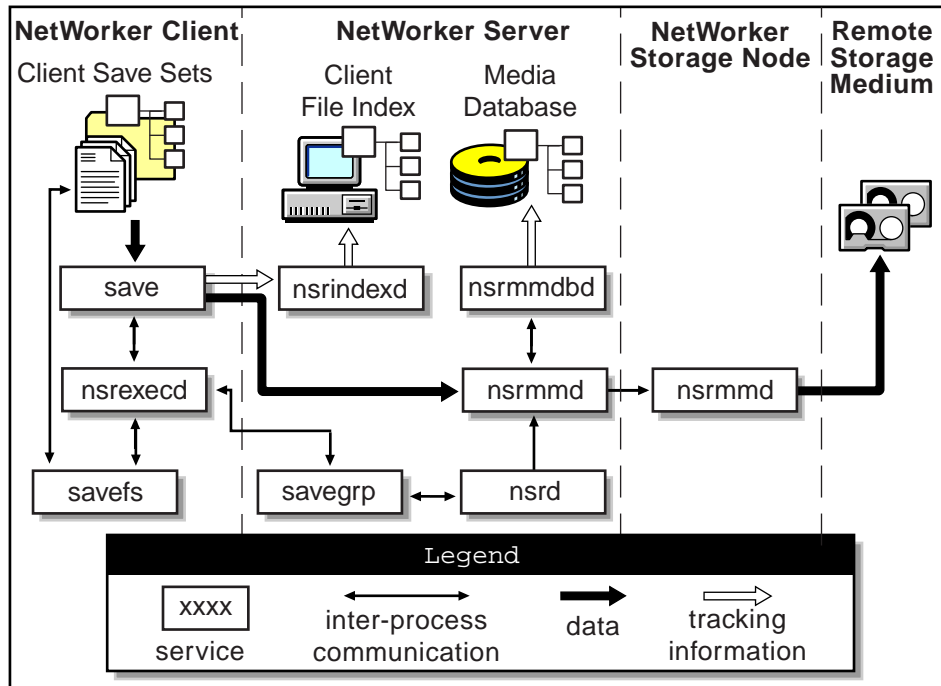 NetWorker Client
NetWorker Server
NetWorker
Storage Node
Remote
Storage
Medium
Client Save Sets
Client
File Index
Media
Database
save
nsrindexd
nsrmmdbd
nsrexecd
nsrmmd
nsrmmd
savefs
savegrp
nsrd
Legend
xxxx
service
inter-process
communication
data
tracking
information